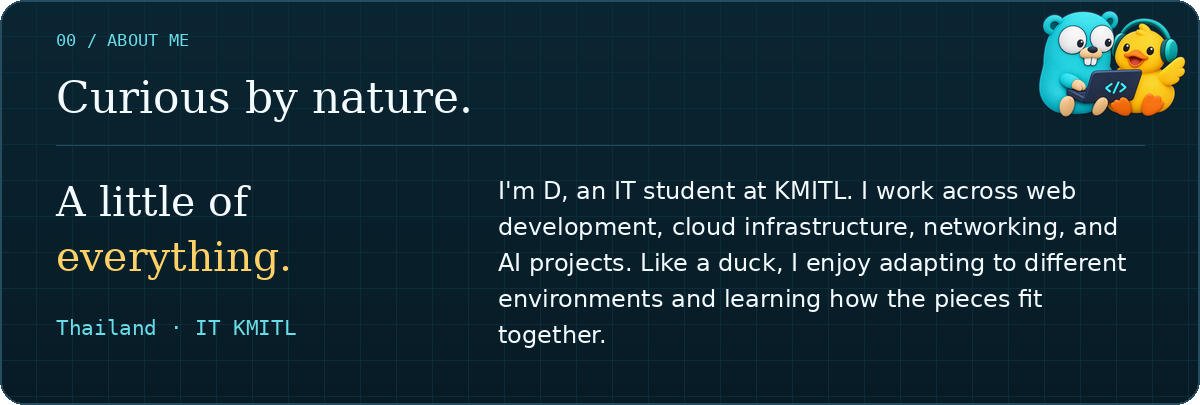 00 / ABOUT ME
Curious by nature.
A little of
everything.
Thailand · IT KMITL
I'm D, an IT student at KMITL. I work across web
development, cloud infrastructure, networking, and
AI projects. Like a duck, I enjoy adapting to different
environments and learning how the pieces fit
together.
</>